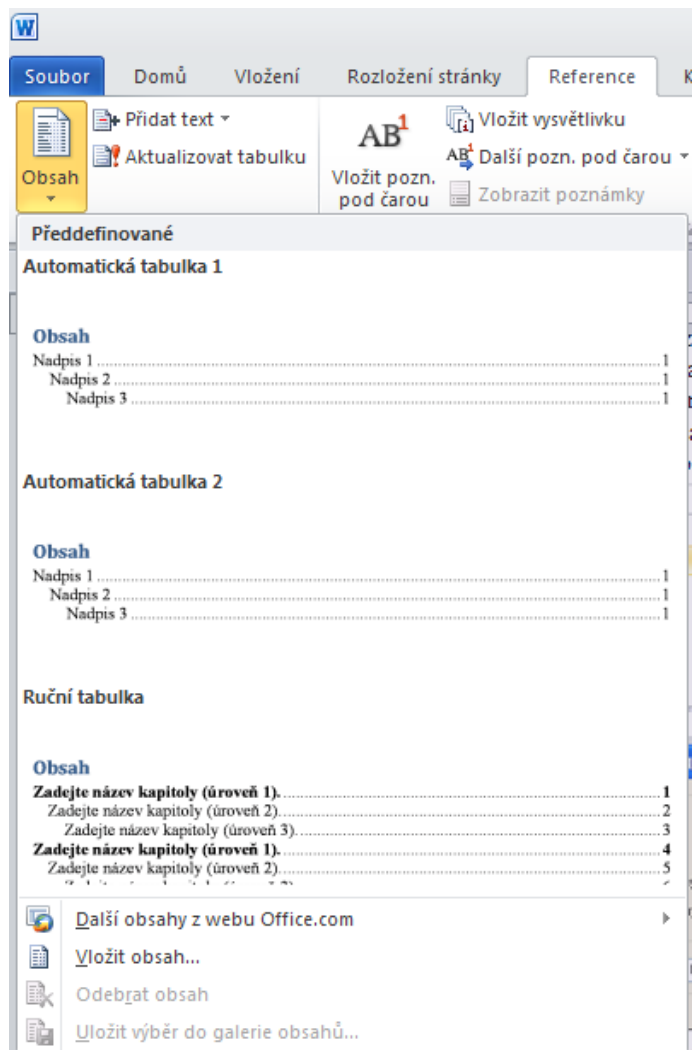 W
Soubor Domů Vložení Rozložení stránky Reference K
Obsah
Přidat text
Aktualizovat tabulku
AB1
Vložit pozn.
pod čarou
Vložit vysvětlivku
AB Další pozn. pod čarou
Zobrazit poznámky
Předdefinované
Automatická tabulka 1
Obsah
Nadpis 1 1
Nadpis 2 1
Nadpis 3 1
Automatická tabulka 2
Obsah
Nadpis 1 1
Nadpis 2 1
Nadpis 3 1
Ruční tabulka
Obsah
Zadejte název kapitoly (úroveň 1). 1
Zadejte název kapitoly (úroveň 2) 2
Zadejte název kapitoly (úroveň 3) 3
Zadejte název kapitoly (úroveň 1). 4
Zadejte název kapitoly (úroveň 2) 5
Další obsahy z webu Office.com
Vložit obsah...
Odebrat obsah
Uložit výběr do galerie obsahů...